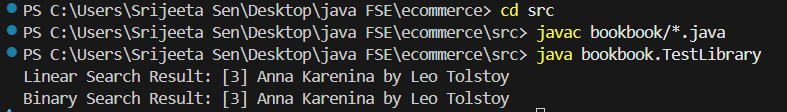 PS C:\Users\Srijeeta Sen\Desktop\java FSE\ecommerce> cd src
PS C:\Users\Srijeeta Sen\Desktop\java FSE\ecommerce\src> javac bookbook/*.java
PS C:\Users\Srijeeta Sen\Desktop\java FSE\ecommerce\src> java bookbook.TestLibrary
Linear Search Result: [3] Anna Karenina by Leo Tolstoy
Binary Search Result: [3] Anna Karenina by Leo Tolstoy